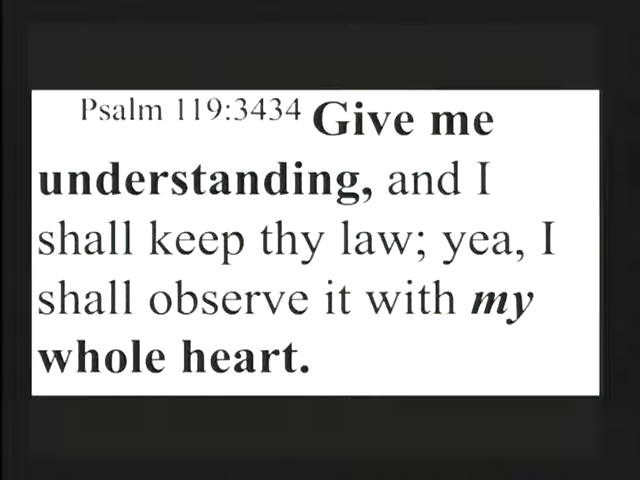 Psalm 119:3434 Give me
understanding, and I
shall keep thy law; yea, I
shall observe it with my
whole heart.